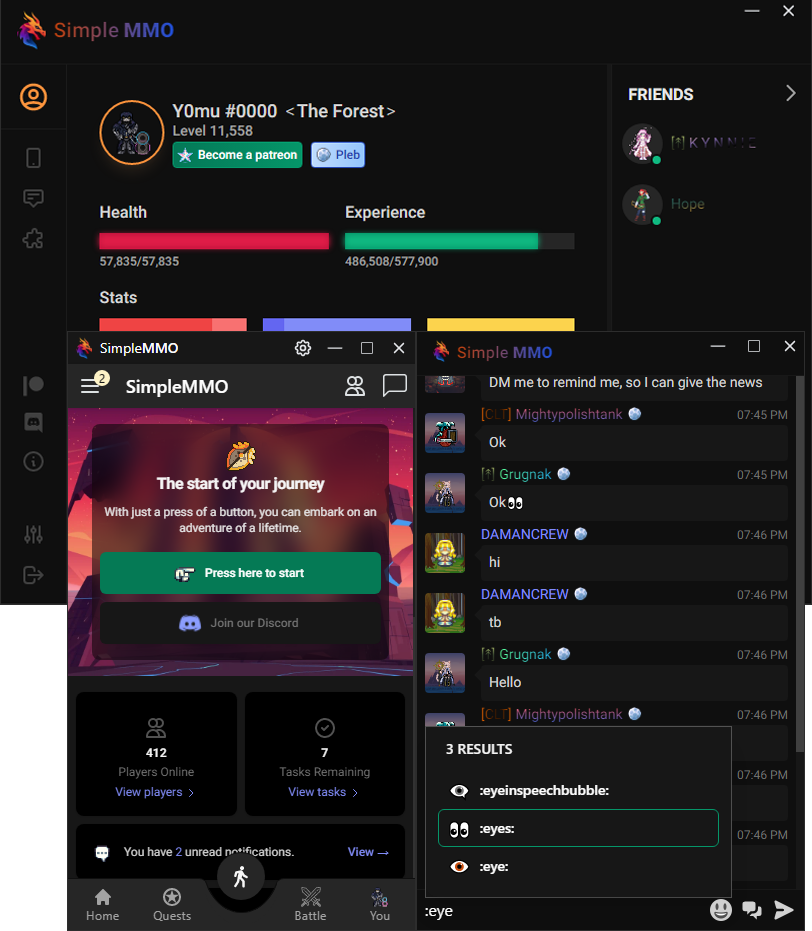 Simple MMO
Y0mu #0000 <The Forest>
Level 11,558
Become a patreon
Pleb
Health
Experience
57,835/57,835
486,508/577,900
Stats
FRIENDS
[†] K Y N N I E
Hope
SimpleMMO
2
SimpleMMO
The start of your journey
With just a press of a button, you can embark on an
adventure of a lifetime.
Press here to start
Join our Discord
412
Players Online
View players >
7
Tasks Remaining
View tasks >
You have 2 unread notifications.
View →
Home
Quests
Battle
You
Simple MMO
DM me to remind me, so I can give the news
[CLT] Mightypolishtank
07:45 PM
Ok
[†] Grugnak
07:45 PM
Ok👀
DAMANCREW
07:46 PM
hi
DAMANCREW
07:46 PM
tb
[†] Grugnak
07:46 PM
Hello
[CLT] Mightypolishtank
07:46 PM
07:46 PM
07:46 PM
3 RESULTS
:eyeinspeechbubble:
:eyes:
:eye:
:eye